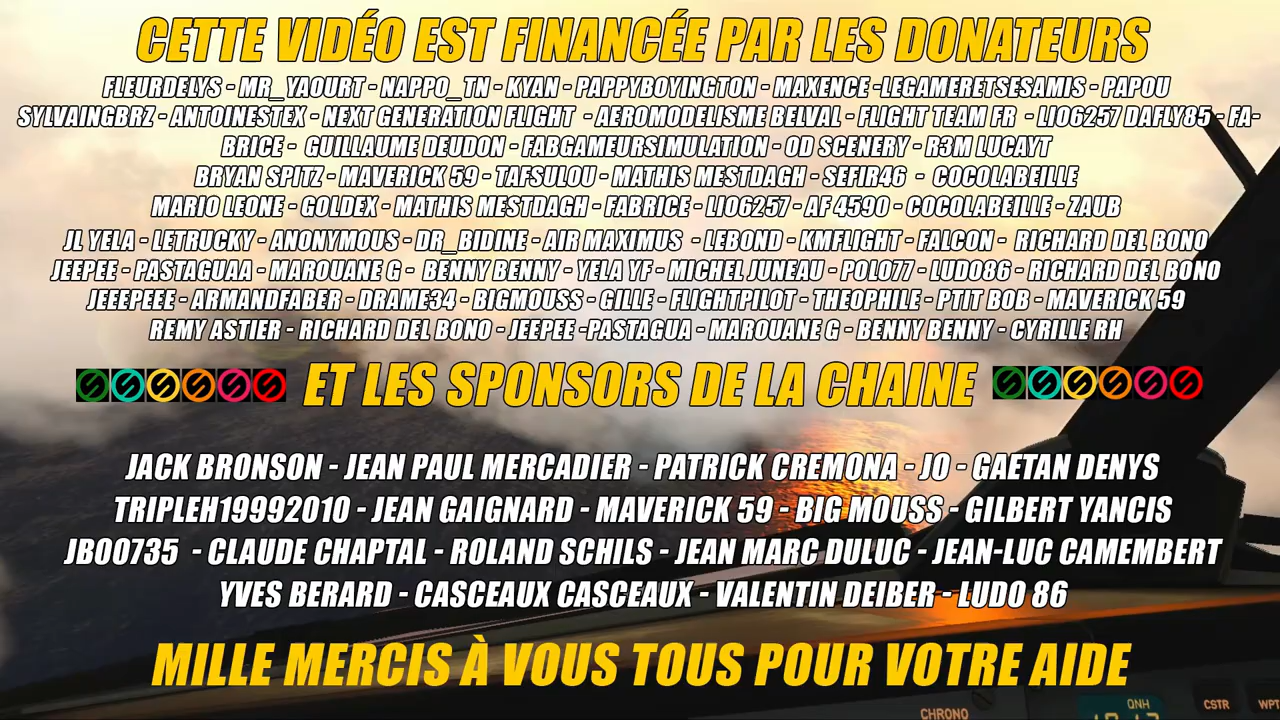 CETTE VIDÉO EST FINANCÉE PAR LES DONATEURS
FLEURDELYS - MR_YAOURT - NAPPO_TN - KYAN - PAPPYBOYINGTON - MAXENCE -LEGAMERETSESAMIS - PAPOU
SYLVAINGBRZ - ANTOINESTEX - NEXT GENERATION FLIGHT - AEROMODELISME BELVAL - FLIGHT TEAM FR - LIO6257 DAFLY85 - FA-
BRICE - GUILLAUME DEUDON - FABGAMEURSIMULATION - OD SCENERY - R3M LUCAYT
BRYAN SPITZ - MAVERICK 59 - TAFSULOU - MATHIS MESTDAGH - SEFIR46 - COCOLABEILLE
MARIO LEONE - GOLDEX - MATHIS MESTDAGH - FABRICE - LIO6257 - AF 4590 - COCOLABEILLE - ZAUB
JL YELA - LETRUCKY - ANONYMOUS - DR_BIDINE - AIR MAXIMUS - LEBOND - KMFLIGHT - FALCON - RICHARD DEL BONO
JEEPEE - PASTAGUAA - MAROUANE G - BENNY BENNY - YELA YF - MICHEL JUNEAU - POLO77 - LUDO86 - RICHARD DEL BONO
JEEEPEEE - ARMANDFABER - DRAME34 - BIGMOUSS - GILLE - FLIGHTPILOT - THEOPHILE - PTIT BOB - MAVERICK 59
REMY ASTIER - RICHARD DEL BONO - JEEPEE -PASTAGUA - MAROUANE G - BENNY BENNY - CYRILLE RH
ET LES SPONSORS DE LA CHAINE
JACK BRONSON - JEAN PAUL MERCADIER - PATRICK CREMONA - JO - GAETAN DENYS
TRIPLEH19992010 - JEAN GAIGNARD - MAVERICK 59 - BIG MOUSS - GILBERT YANCIS
JB00735 - CLAUDE CHAPTAL - ROLAND SCHILS - JEAN MARC DULUC - JEAN-LUC CAMEMBERT
YVES BERARD - CASCEAUX CASCEAUX - VALENTIN DEIBER - LUDO 86
MILLE MERCIS À VOUS TOUS POUR VOTRE AIDE
CHRONO QNH CSTR WPT